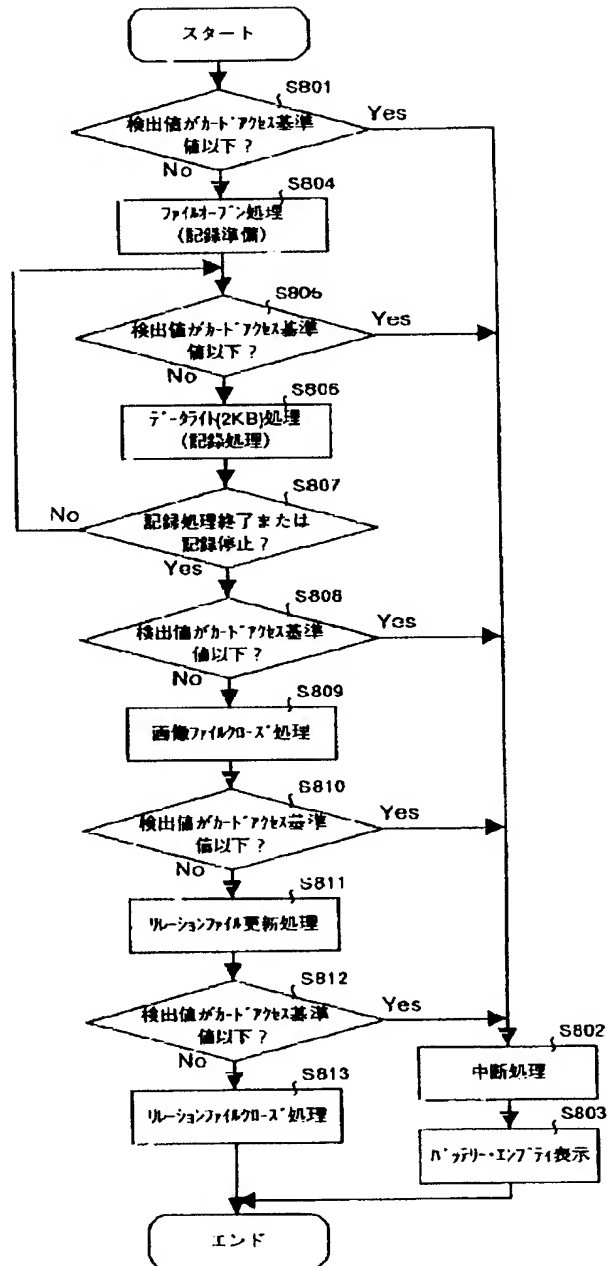 スタート
S801
検出値がカードアクセス基準
値以下?
Yes
No
S804
ファイルオープン処理
(記録準備)
S805
検出値がカードアクセス基準
値以下?
Yes
No
S806
データライト(2KB)処理
(記録処理)
S807
記録処理終了または
記録停止?
No
Yes
S808
検出値がカードアクセス基準
値以下?
Yes
No
S809
画像ファイルクローズ処理
S810
検出値がカードアクセス基準
値以下?
Yes
No
S811
リレーションファイル更新処理
S812
検出値がカードアクセス基準
値以下?
Yes
No
S802
中断処理
S813
リレーションファイルクローズ処理
S803
バッテリー・エンプティ表示
エンド